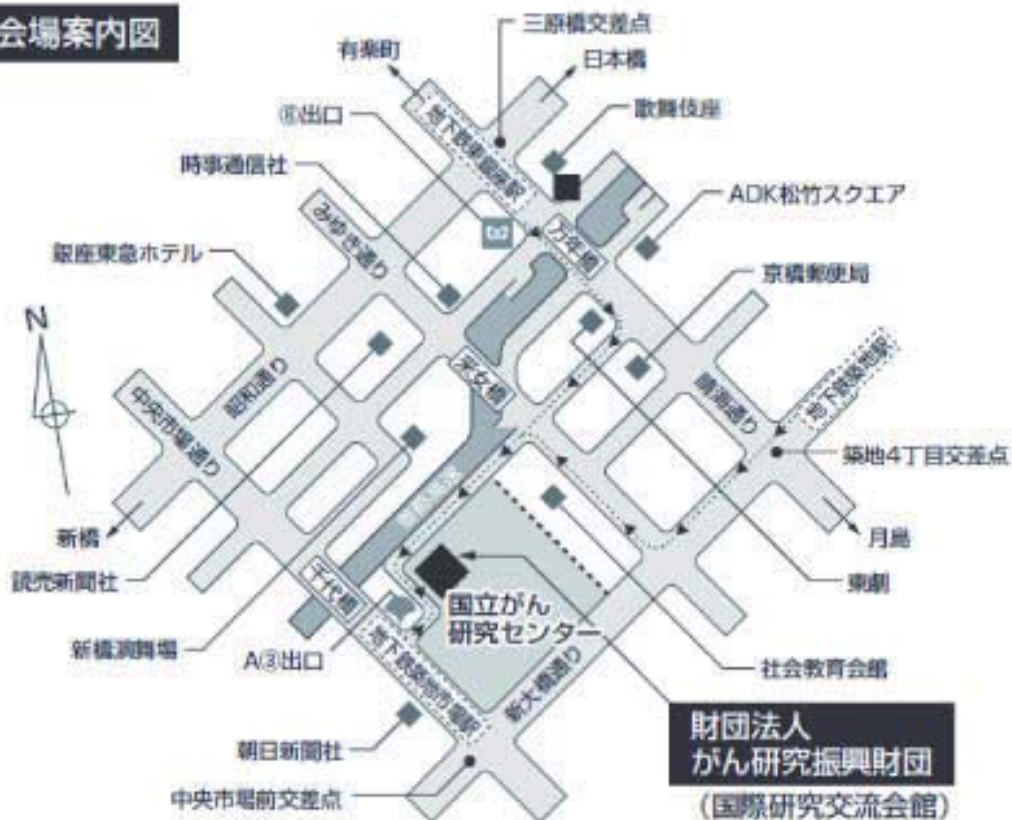 会場案内図
三原橋交差点
有楽町
日本橋
⑥出口
歌舞伎座
地下鉄東銀座駅
時事通信社
ADK松竹スクエア
みゆき通り
万年橋
銀座東急ホテル
京橋郵便局
N
采女橋
昭和通り
晴海通り
地下鉄築地駅
中央市場通り
築地4丁目交差点
新橋
月島
読売新聞社
東劇
千代橋
国立がん
研究センター
新橋演舞場
A③出口
地下鉄築地市場駅
新大橋通り
社会教育会館
朝日新聞社
財団法人
がん研究振興財団
(国際研究交流会館)
中央市場前交差点